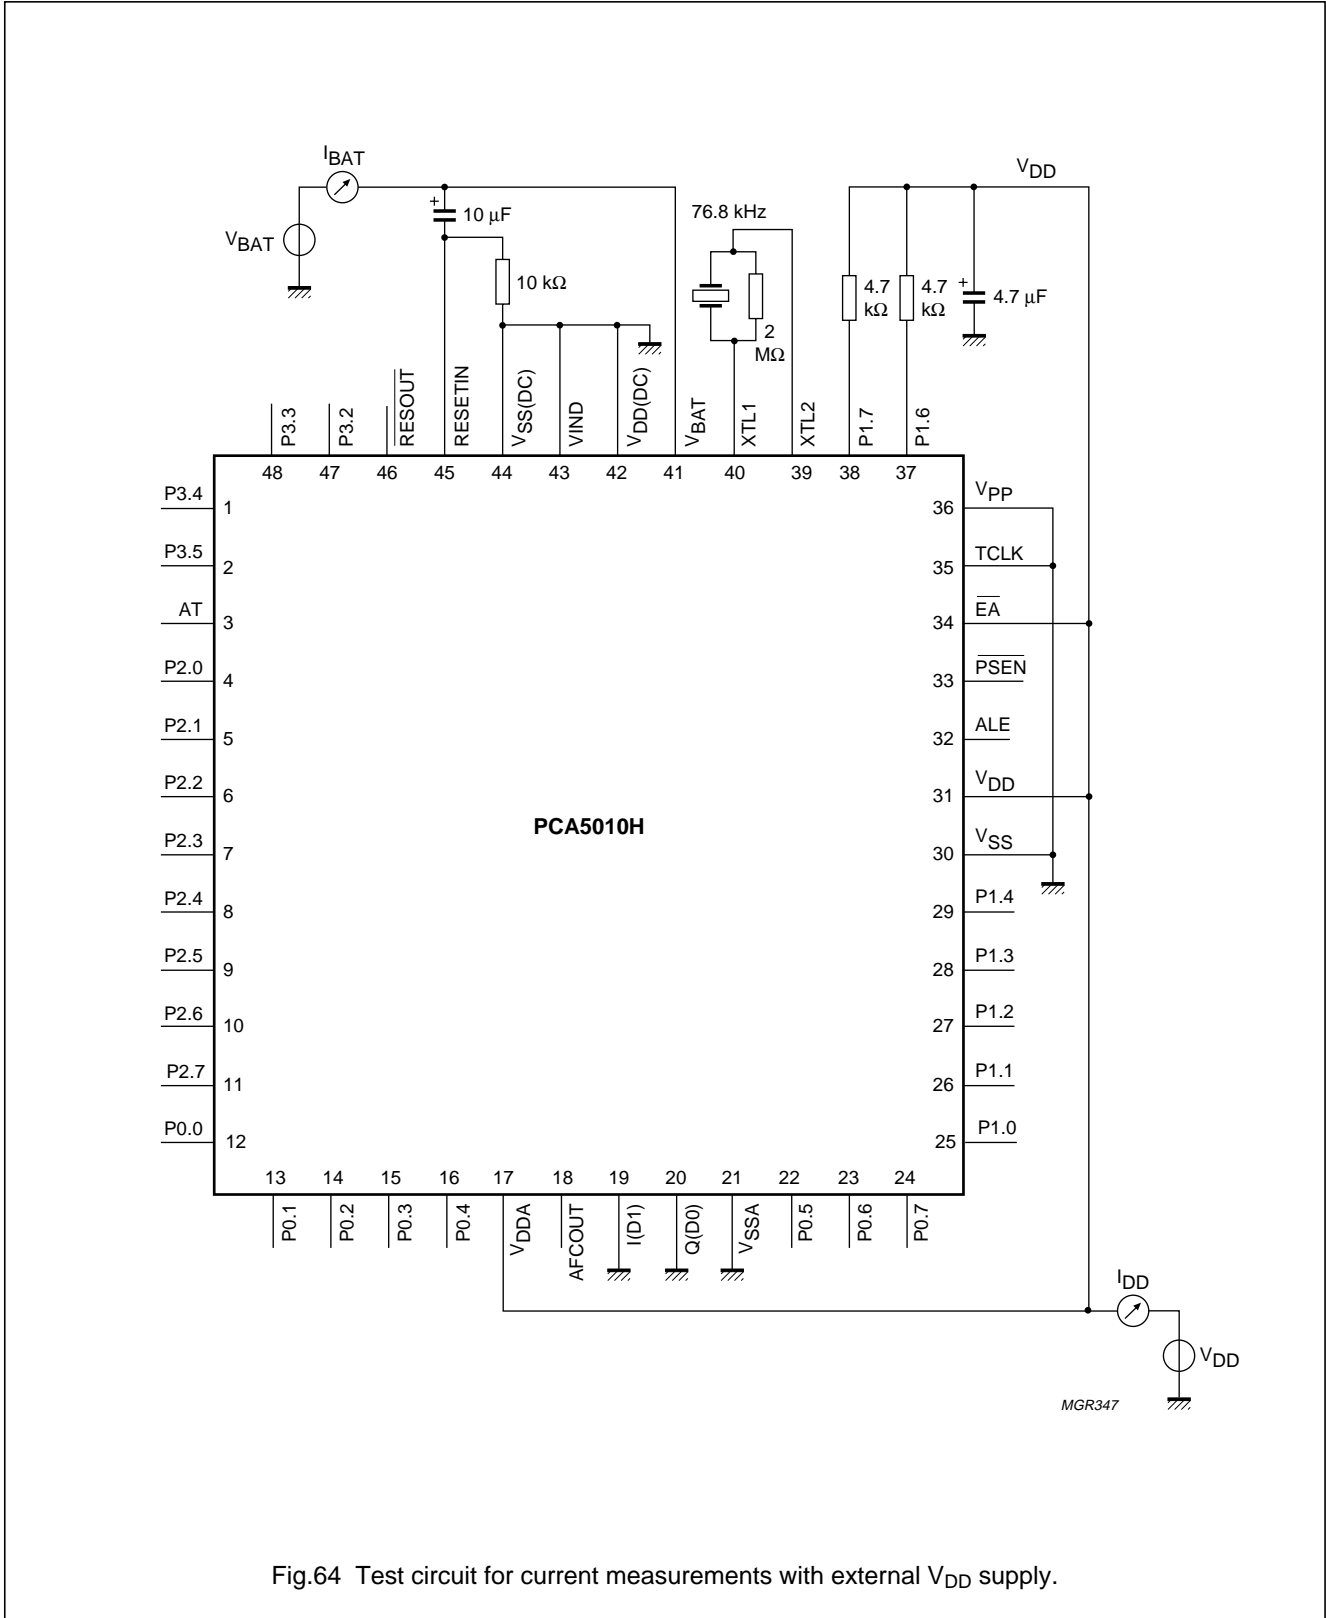 I_BAT
V_DD
76.8 kHz
+ 10 μF
V_BAT
10 kΩ
4.7 kΩ
4.7 kΩ
+ 4.7 μF
2 MΩ
P3.3
P3.2
RESOUT
RESETIN
V_SS(DC)
VIND
V_DD(DC)
V_BAT
XTL1
XTL2
P1.7
P1.6
48 47 46 45 44 43 42 41 40 39 38 37
P3.4 1
P3.5 2
AT 3
P2.0 4
P2.1 5
P2.2 6
P2.3 7
P2.4 8
P2.5 9
P2.6 10
P2.7 11
P0.0 12
PCA5010H
36 V_PP
35 TCLK
34 EA
33 PSEN
32 ALE
31 V_DD
30 V_SS
29 P1.4
28 P1.3
27 P1.2
26 P1.1
25 P1.0
13 14 15 16 17 18 19 20 21 22 23 24
P0.1
P0.2
P0.3
P0.4
V_DDA
AFCOUT
I(D1)
Q(D0)
V_SSA
P0.5
P0.6
P0.7
I_DD
V_DD
MGR347
Fig.64 Test circuit for current measurements with external V_DD supply.